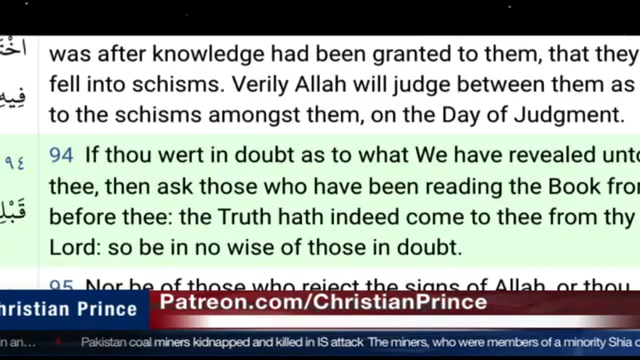 was after knowledge had been granted to them, that they
fell into schisms. Verily Allah will judge between them as
to the schisms amongst them, on the Day of Judgment.
٩٤
94 If thou wert in doubt as to what We have revealed unto
thee, then ask those who have been reading the Book from
before thee: the Truth hath indeed come to thee from thy
Lord: so be in no wise of those in doubt.
95 Nor be of those who reject the signs of Allah, or thou
Christian Prince
Patreon.com/ChristianPrince
Pakistan coal miners kidnapped and killed in IS attack The miners, who were members of a minority Shia